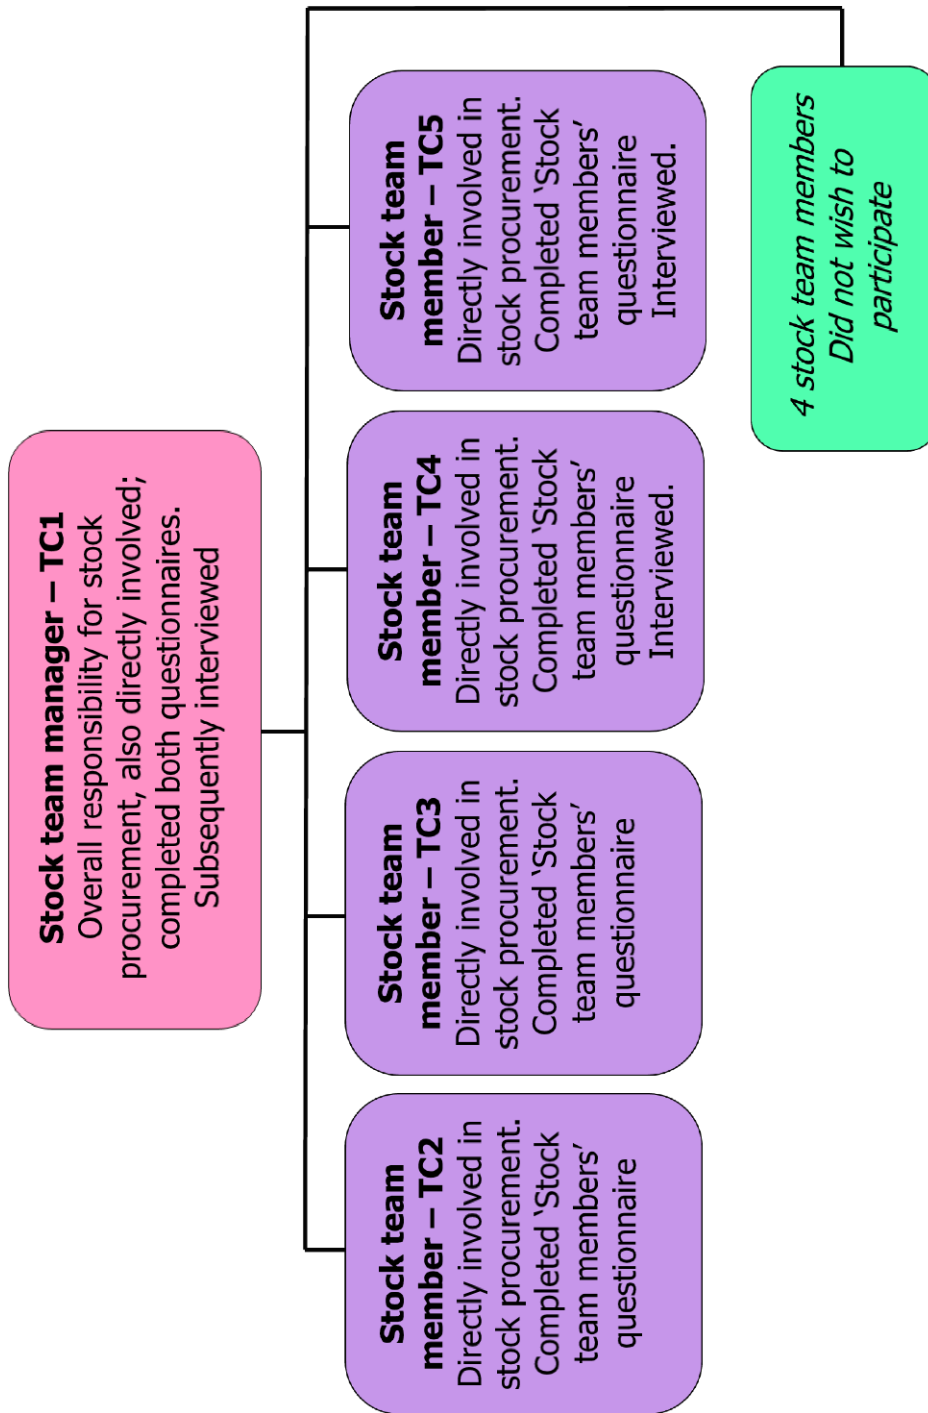 Stock team manager – TC1
Overall responsibility for stock
procurement, also directly involved;
completed both questionnaires.
Subsequently interviewed
Stock team
member – TC2
Directly involved in
stock procurement.
Completed ‘Stock
team members’
questionnaire
Stock team
member – TC3
Directly involved in
stock procurement.
Completed ‘Stock
team members’
questionnaire
Stock team
member – TC4
Directly involved in
stock procurement.
Completed ‘Stock
team members’
questionnaire
Interviewed.
Stock team
member – TC5
Directly involved in
stock procurement.
Completed ‘Stock
team members’
questionnaire
Interviewed.
4 stock team members
Did not wish to
participate